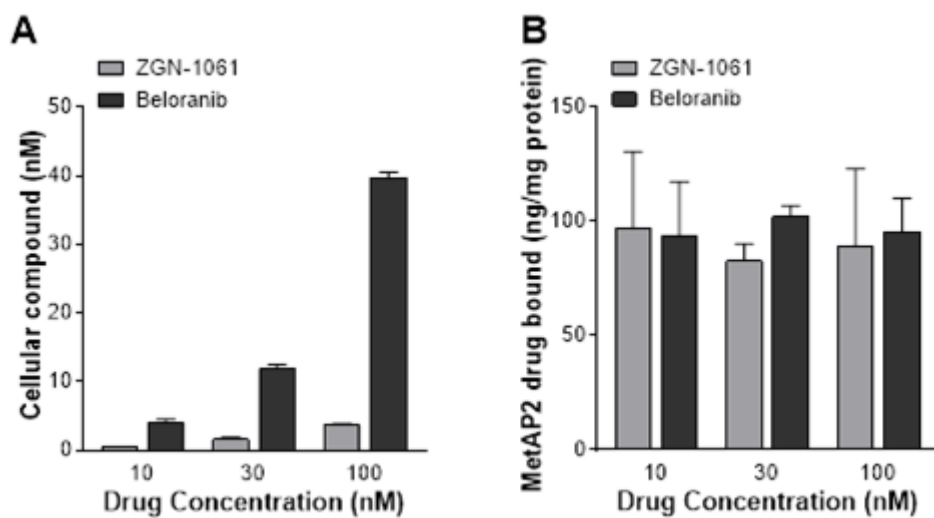 A
ZGN-1061
Beloranib
Cellular compound (nM)
50
40
30
20
10
0
10 30 100
Drug Concentration (nM)
B
ZGN-1061
Beloranib
MetAP2 drug bound (ng/mg protein)
150
100
50
0
10 30 100
Drug Concentration (nM)